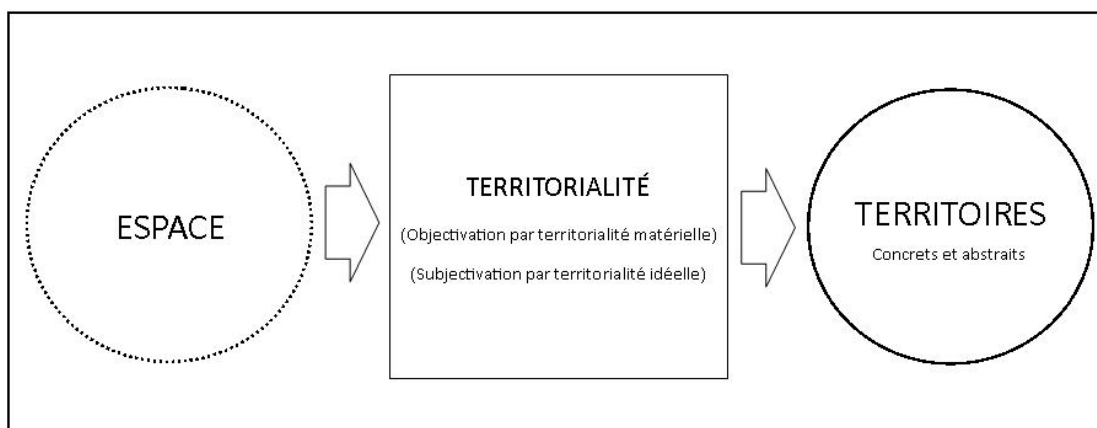 ESPACE
TERRITORIALITÉ
(Objectivation par territorialité matérielle)
(Subjectivation par territorialité idéelle)
TERRITOIRES
Concrets et abstraits